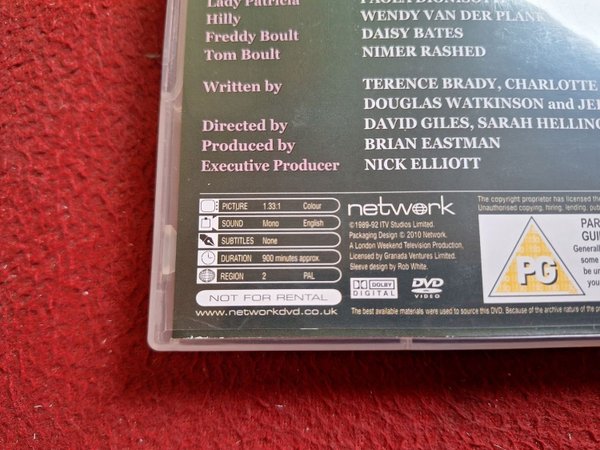 Lady Patricia
Hilly WENDY VAN DER PLANK
Freddy Boult DAISY BATES
Tom Boult NIMER RASHED
Written by TERENCE BRADY, CHARLOTTE
DOUGLAS WATKINSON and
Directed by DAVID GILES, SARAH
Produced by BRIAN EASTMAN
Executive Producer NICK ELLIOTT
PICTURE 1.33:1 Colour
SOUND Mono English
SUBTITLES None
DURATION 900 minutes approx.
REGION 2 PAL
NOT FOR RENTAL
www.networkdvd.co.uk
network
©1989-92 ITV Studios Limited.
Packaging Design © 2010 Network.
A London Weekend Television Production,
Licensed by Granada Ventures Limited.
Sleeve design by Rob White.
DOLBY
DIGITAL
DVD
VIDEO
The copyright proprietor has licensed the
Unauthorised copying, hiring, lending,
PG
The best available materials were used to source this DVD. Because of the archive nature of the